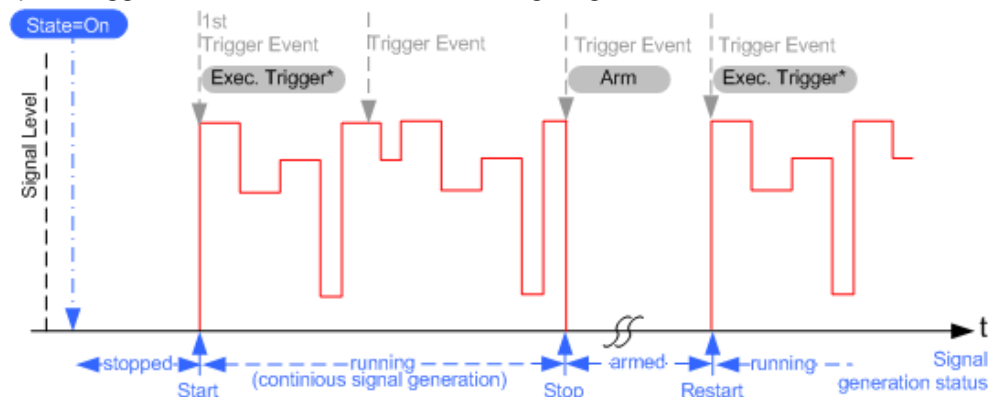 State=On
1st
Trigger Event
Trigger Event
Trigger Event
Trigger Event
Exec. Trigger*
Arm
Exec. Trigger*
Signal Level
t
stopped
running
armed
running
Signal
(continious signal generation)
generation status
Start
Stop
Restart